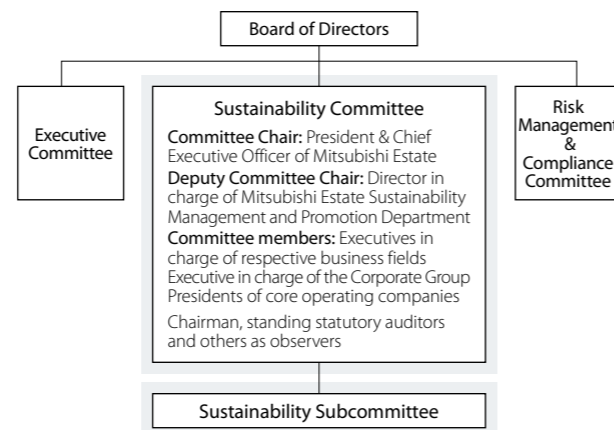 Board of Directors
Executive
Committee
Sustainability Committee
Committee Chair: President & Chief
Executive Officer of Mitsubishi Estate
Deputy Committee Chair: Director in
charge of Mitsubishi Estate Sustainability
Management and Promotion Department
Committee members: Executives in
charge of respective business fields
Executive in charge of the Corporate Group
Presidents of core operating companies
Chairman, standing statutory auditors
and others as observers
Risk
Management
&
Compliance
Committee
Sustainability Subcommittee